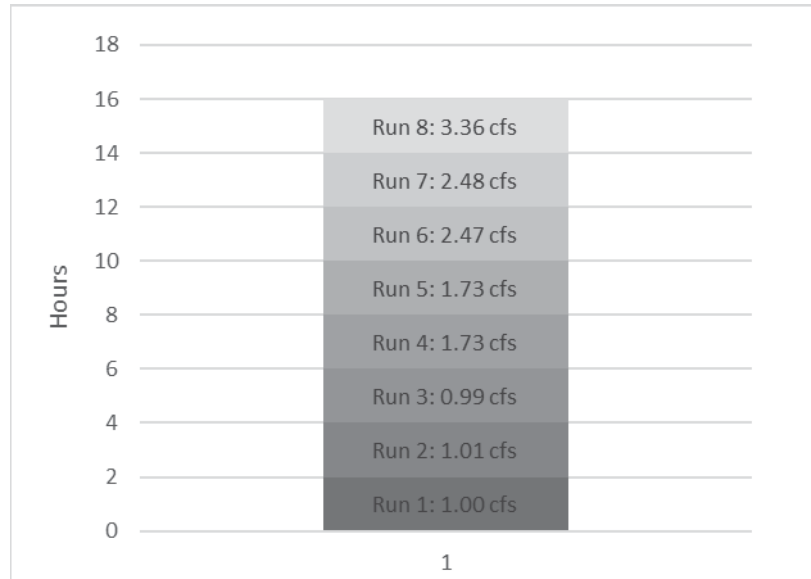 18
16
14
12
10
8
6
4
2
0
Hours
Run 8: 3.36 cfs
Run 7: 2.48 cfs
Run 6: 2.47 cfs
Run 5: 1.73 cfs
Run 4: 1.73 cfs
Run 3: 0.99 cfs
Run 2: 1.01 cfs
Run 1: 1.00 cfs
1